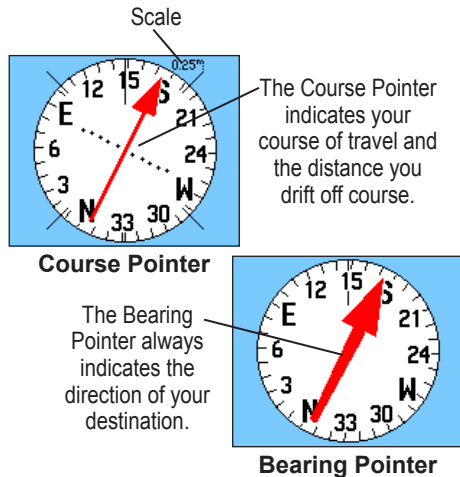 Scale
0.25m
12 15 S
E 21
6 24
3 W
N 33 30
The Course Pointer
indicates your
course of travel and
the distance you
drift off course.
Course Pointer
The Bearing
Pointer always
indicates the
direction of your
destination.
12 15 S
E 21
6 24
3 W
N 33 30
Bearing Pointer